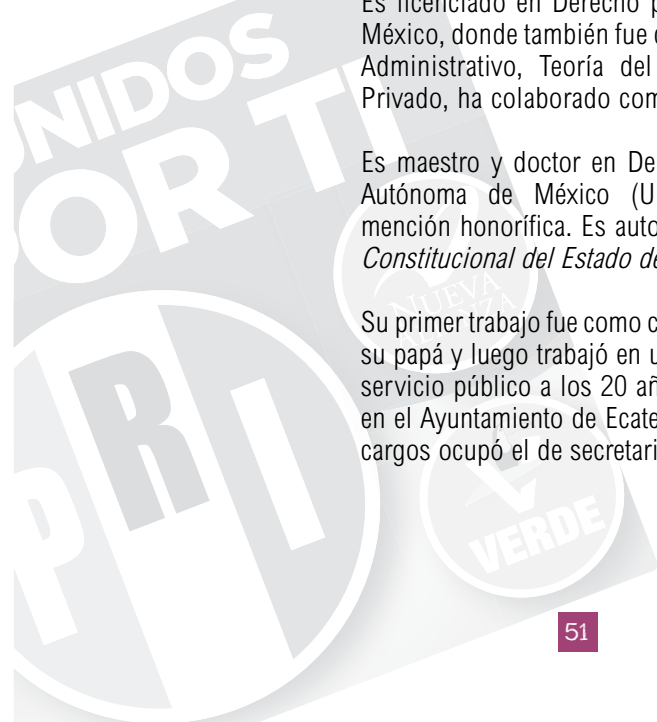 Es licenciado en Derecho p
México, donde también fue
Administrativo, Teoría del
Privado, ha colaborado com
Es maestro y doctor en De
Autónoma de México (U
mención honorífica. Es auto
Constitucional del Estado de
Su primer trabajo fue como c
su papá y luego trabajó en u
servicio público a los 20 añ
en el Ayuntamiento de Ecate
cargos ocupó el de secretari
UNIDOS
POR TI
NUEVA
ALIANZA
PRI
VERDE
51